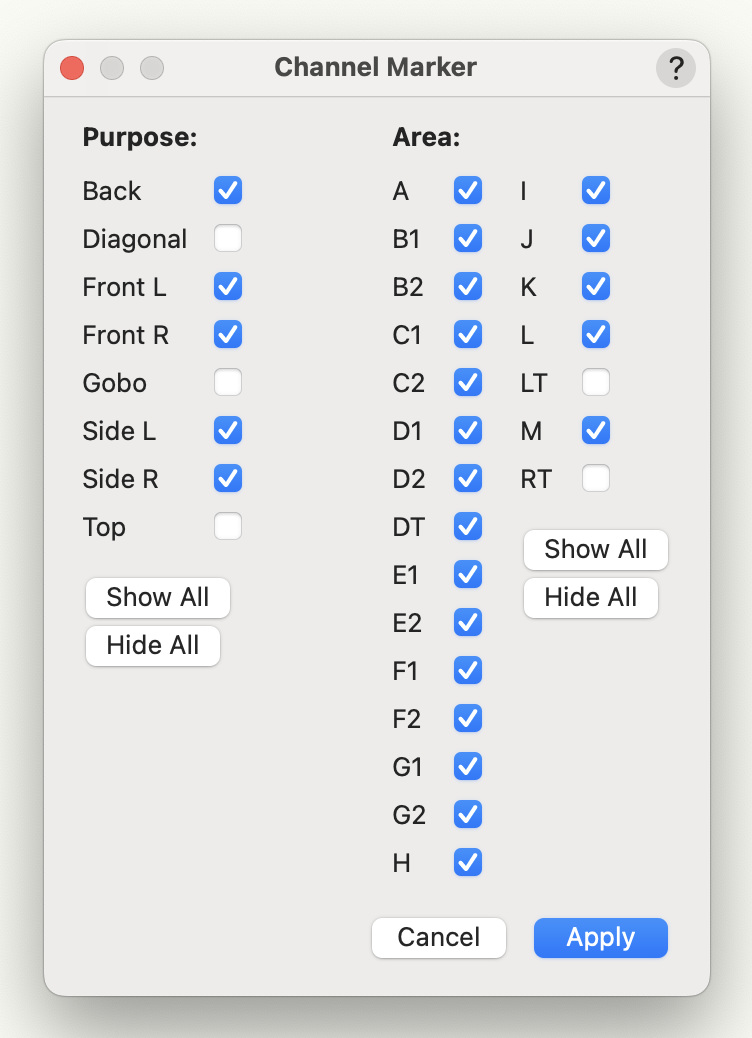 Channel Marker
?
Purpose:
Back
Diagonal
Front L
Front R
Gobo
Side L
Side R
Top
Show All
Hide All
Area:
A
B1
B2
C1
C2
D1
D2
DT
E1
E2
F1
F2
G1
G2
H
I
J
K
L
LT
M
RT
Show All
Hide All
Cancel
Apply